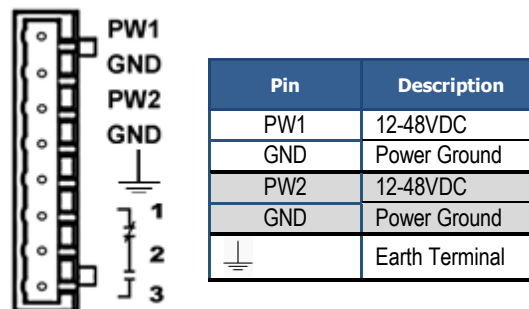 PW1
GND
PW2
GND
1
2
3
Pin Description
PW1 12-48VDC
GND Power Ground
PW2 12-48VDC
GND Power Ground
Earth Terminal